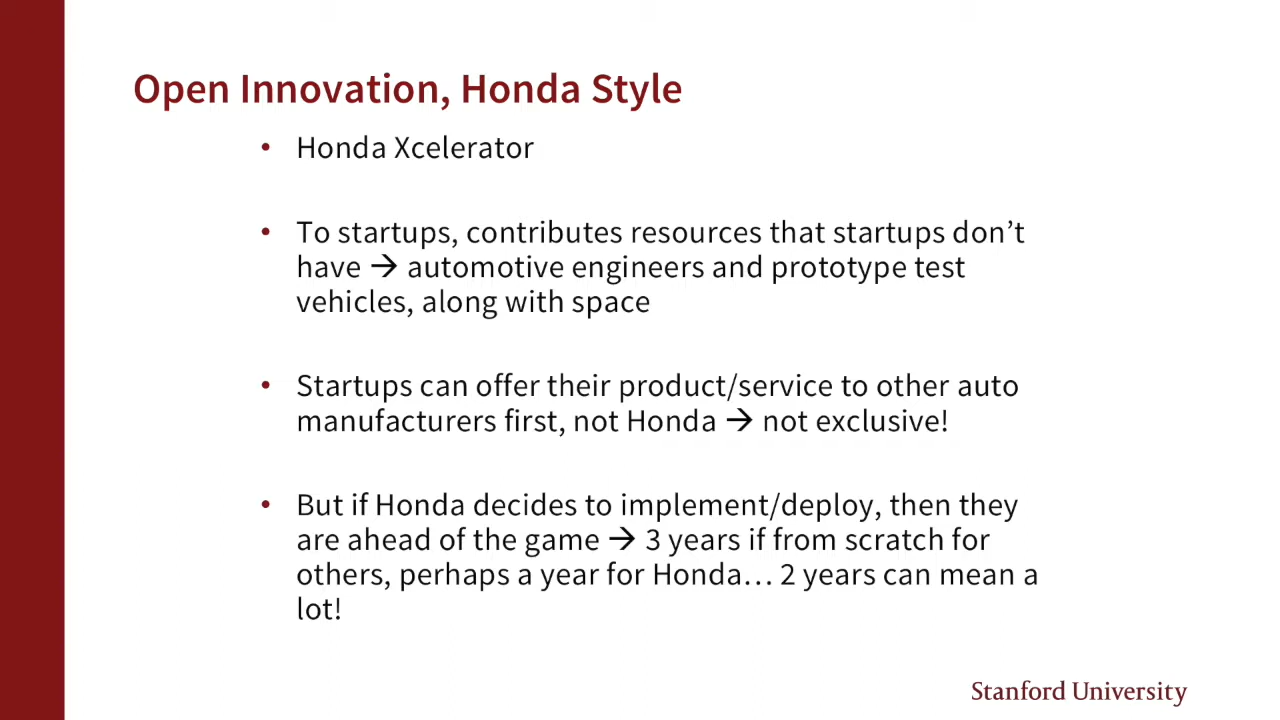 Open Innovation, Honda Style
• Honda Xcelerator
• To startups, contributes resources that startups don’t
have → automotive engineers and prototype test
vehicles, along with space
• Startups can offer their product/service to other auto
manufacturers first, not Honda → not exclusive!
• But if Honda decides to implement/deploy, then they
are ahead of the game → 3 years if from scratch for
others, perhaps a year for Honda… 2 years can mean a
lot!
Stanford University